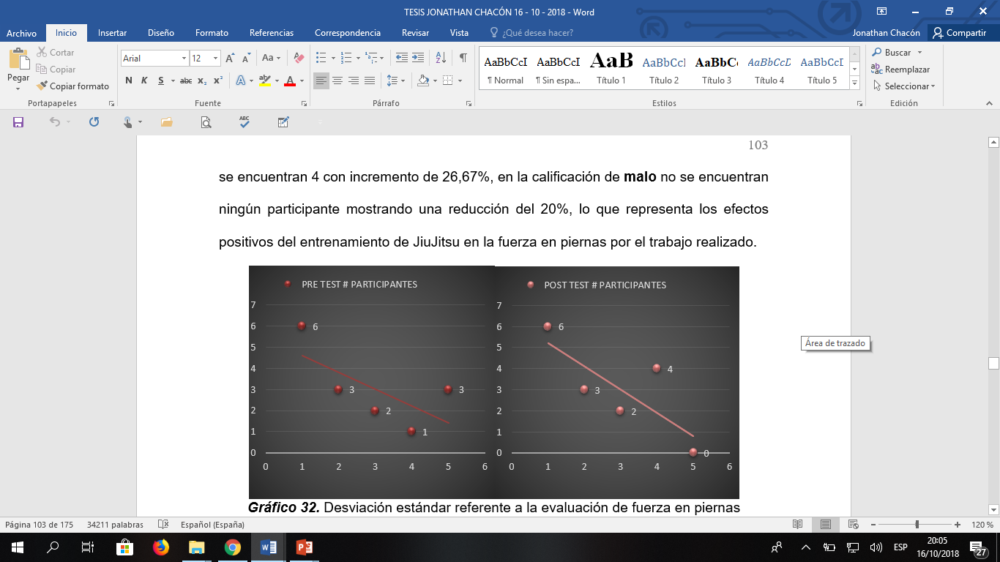 TESIS JONATHAN CHACÓN 16 - 10 - 2018 - Word
Archivo Inicio Insertar Diseño Formato Referencias Correspondencia Revisar Vista ¿Qué desea hacer? Jonathan Chacón Compartir
Pegar
Cortar
Copiar
Copiar formato
Portapapeles
Arial 12
Aa
N K S abc x₂ x²
Fuente
Párrafo
AaBbCcI AaBbCcI AaB AaBbCcI AaBbCc AaBbCcD AaBbCcI
¶ Normal ¶ Sin espa... Título 1 Título 2 Título 3 Título 4 Título 5
Estilos
Buscar
Reemplazar
Seleccionar
Edición
ABC
103
se encuentran 4 con incremento de 26,67%, en la calificación de malo no se encuentran
ningún participante mostrando una reducción del 20%, lo que representa los efectos
positivos del entrenamiento de JiuJitsu en la fuerza en piernas por el trabajo realizado.
PRE TEST # PARTICIPANTES
7
6
5
4
3
2
1
0
6
3
2
1
3
0 1 2 3 4 5 6
POST TEST # PARTICIPANTES
7
6
5
4
3
2
1
0
6
3
2
4
0
0 1 2 3 4 5 6
Área de trazado
Gráfico 32. Desviación estándar referente a la evaluación de fuerza en piernas
Página 103 de 175 34211 palabras Español (España) 120 %
ESP
20:05
16/10/2018
27